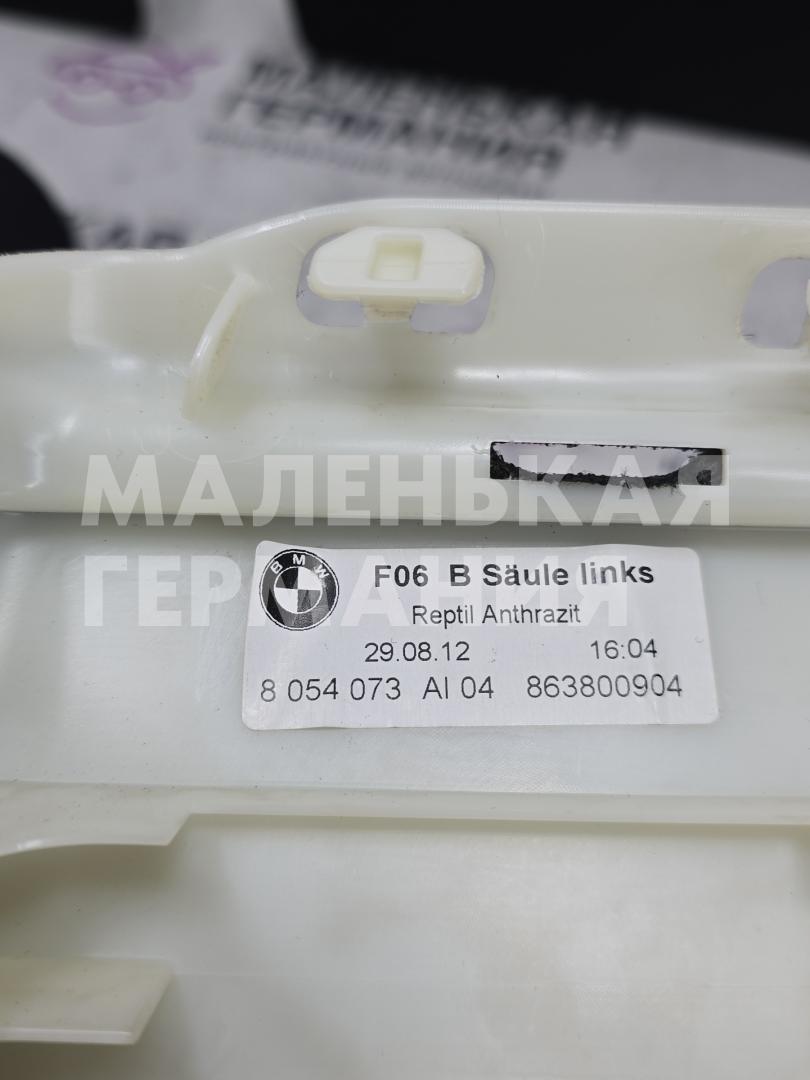 МАЛЕНЬКАЯ
ГЕРМАНИЯ
МАЛЕНЬКАЯ
ГЕРМАНИЯ
BMW
F06 B Säule links
Reptil Anthrazit
29.08.12 16:04
8 054 073 AI 04 863800904